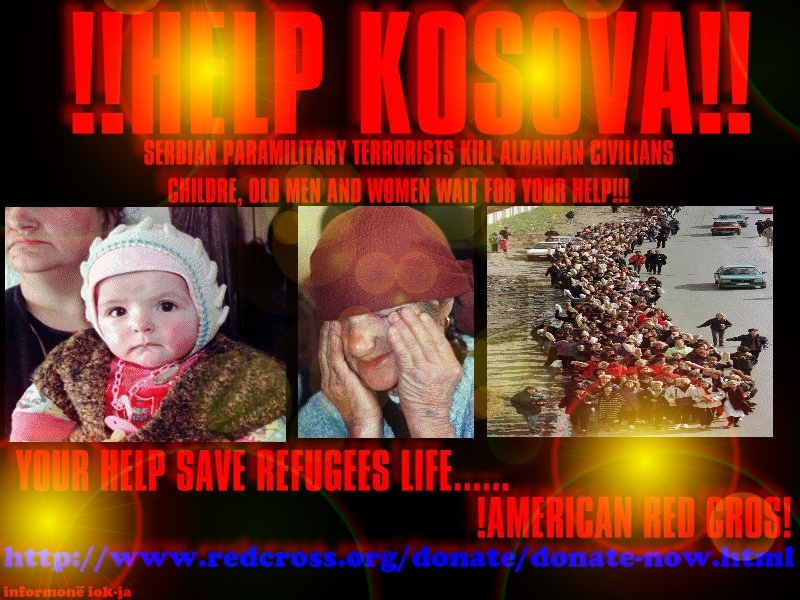 !!HELP KOSOVA!!
SERBIAN PARAMILITARY TERRORISTS KILL ALBANIAN CIVILIANS
CHILDRE, OLD MEN AND WOMEN WAIT FOR YOUR HELP!!!
YOUR HELP SAVE REFUGEES LIFE......
!AMERICAN RED CROS!
http://www.redcross.org/donate/donate-now.html
informonë iok-ja